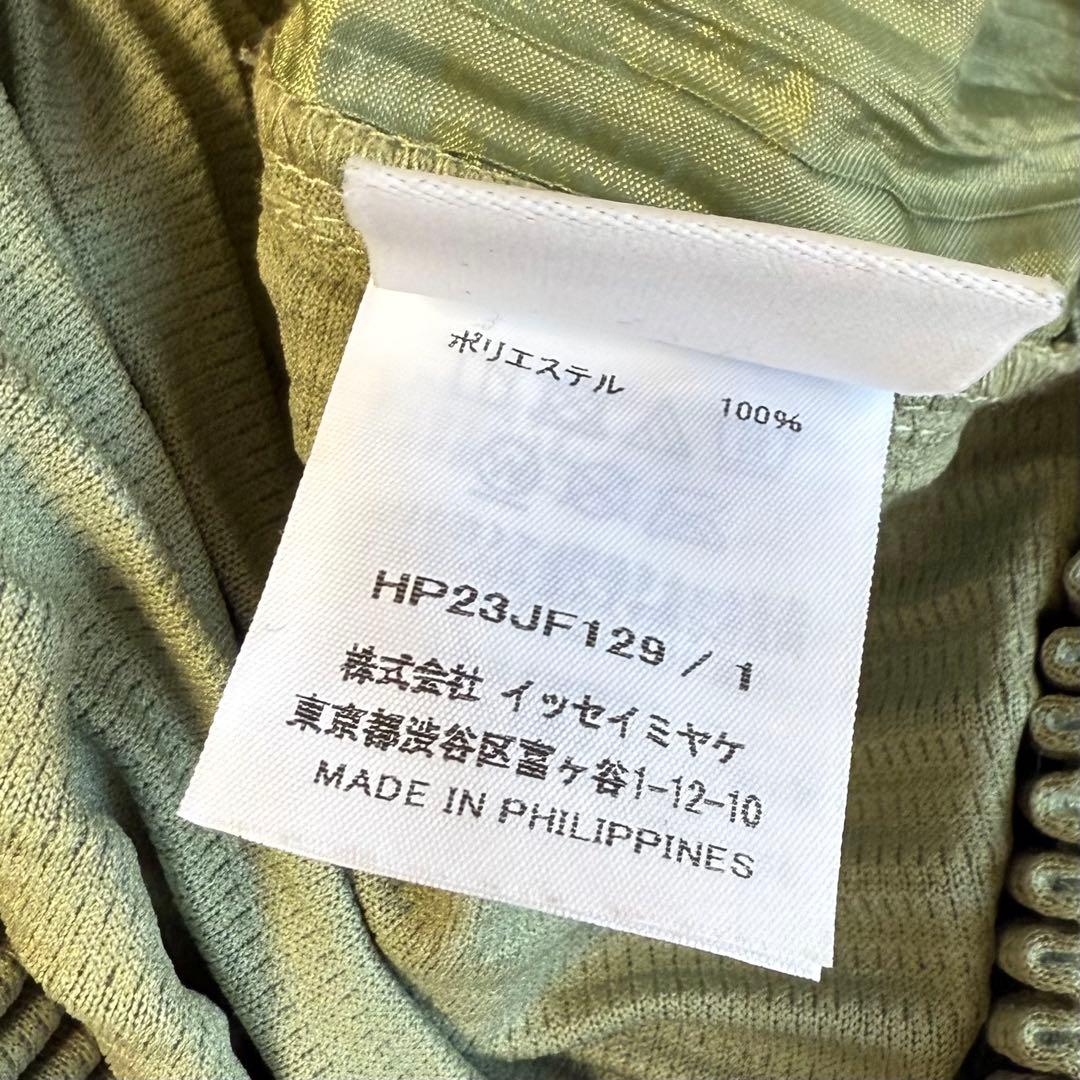 ポリエステル 100%
HP23JF129 / 1
株式会社 イッセイミヤケ
東京都渋谷区富ヶ谷1-12-10
MADE IN PHILIPPINES